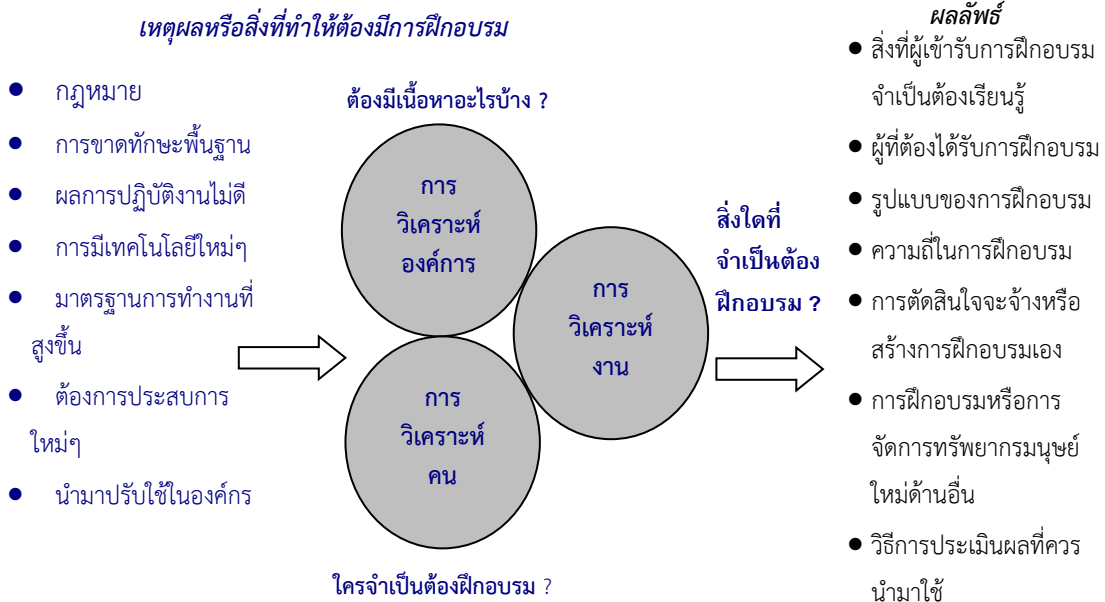 เหตุผลหรือสิ่งที่ทำให้ต้องมีการฝึกอบรม
● กฎหมาย
● การขาดทักษะพื้นฐาน
● ผลการปฏิบัติงานไม่ดี
● การมีเทคโนโลยีใหม่ๆ
● มาตรฐานการทำงานที่
สูงขึ้น
● ต้องการประสบการ
ใหม่ๆ
● นำมาปรับใช้ในองค์กร
ต้องมีเนื้อหาอะไรบ้าง ?
การ
วิเคราะห์
องค์การ
การ
วิเคราะห์
งาน
การ
วิเคราะห์
คน
ใครจำเป็นต้องฝึกอบรม ?
สิ่งใดที่
จำเป็นต้อง
ฝึกอบรม ?
ผลลัพธ์
● สิ่งที่ผู้เข้ารับการฝึกอบรม
จำเป็นต้องเรียนรู้
● ผู้ที่ต้องได้รับการฝึกอบรม
● รูปแบบของการฝึกอบรม
● ความถี่ในการฝึกอบรม
● การตัดสินใจจะจ้างหรือ
สร้างการฝึกอบรมเอง
● การฝึกอบรมหรือการ
จัดการทรัพยากรมนุษย์
ใหม่ด้านอื่น
● วิธีการประเมินผลที่ควร
นำมาใช้